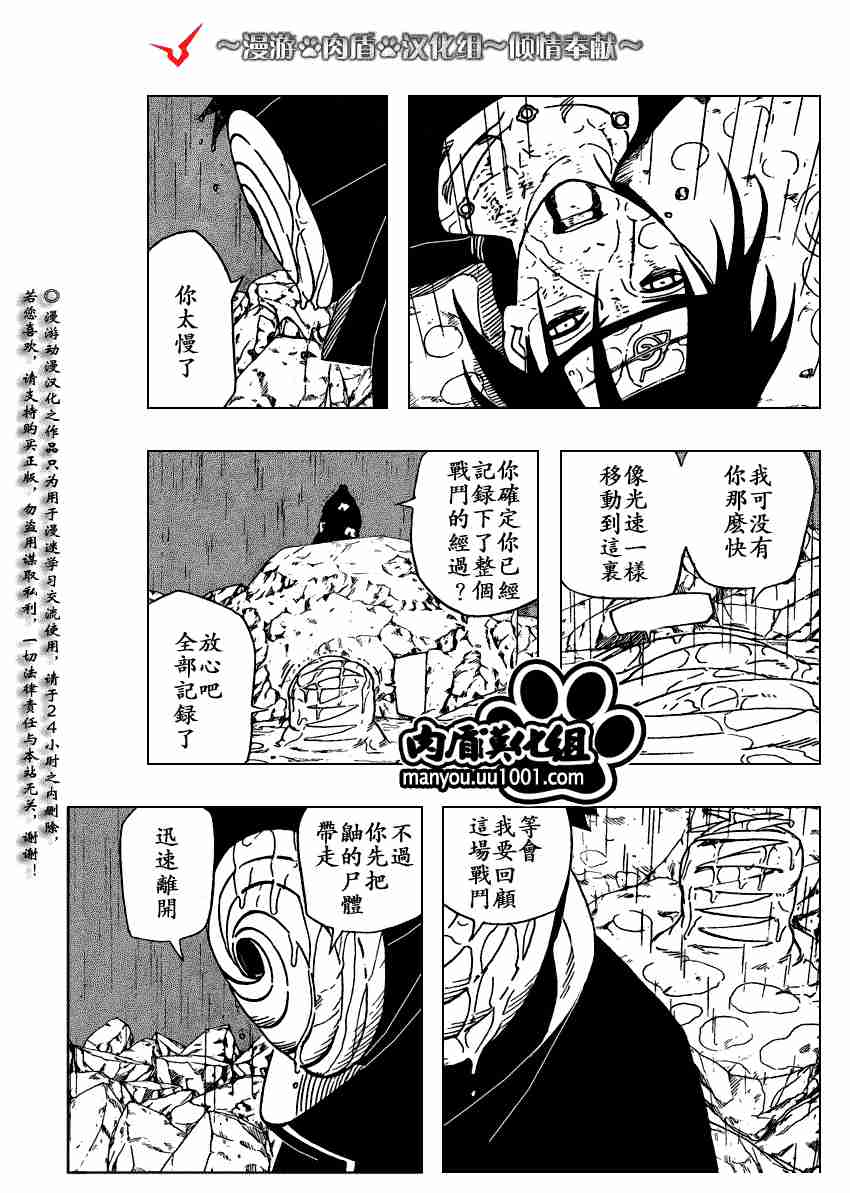 ～漫游肉盾汉化组～倾情奉献～
你太慢了
我可没有
你那麽快
像光速一樣
移動到這裏
你確定你已經
記録下了整個
戰鬥的經過？
放心吧
全部記録了
等會
我要回顧
這場戰鬥
不過
你先把
鼬的尸體
帶走
迅速離開
肉盾漢化组
manyou.uu1001.com
◎漫游动漫汉化之作品只为用于漫迷学习交流使用，请于24小时之内删除，
若您喜欢，请支持购买正版，勿盗用谋取私利，一切法律责任与本站无关，谢谢！